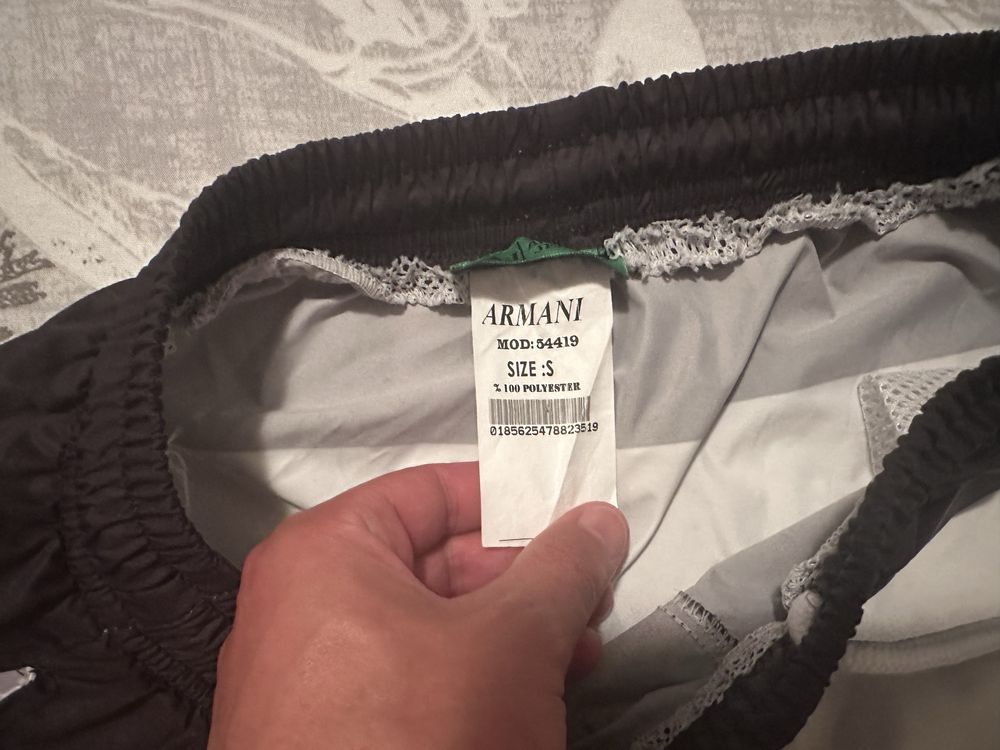 ARMANI
MOD: 54419
SIZE :S
% 100 POLYESTER
0185625478823519